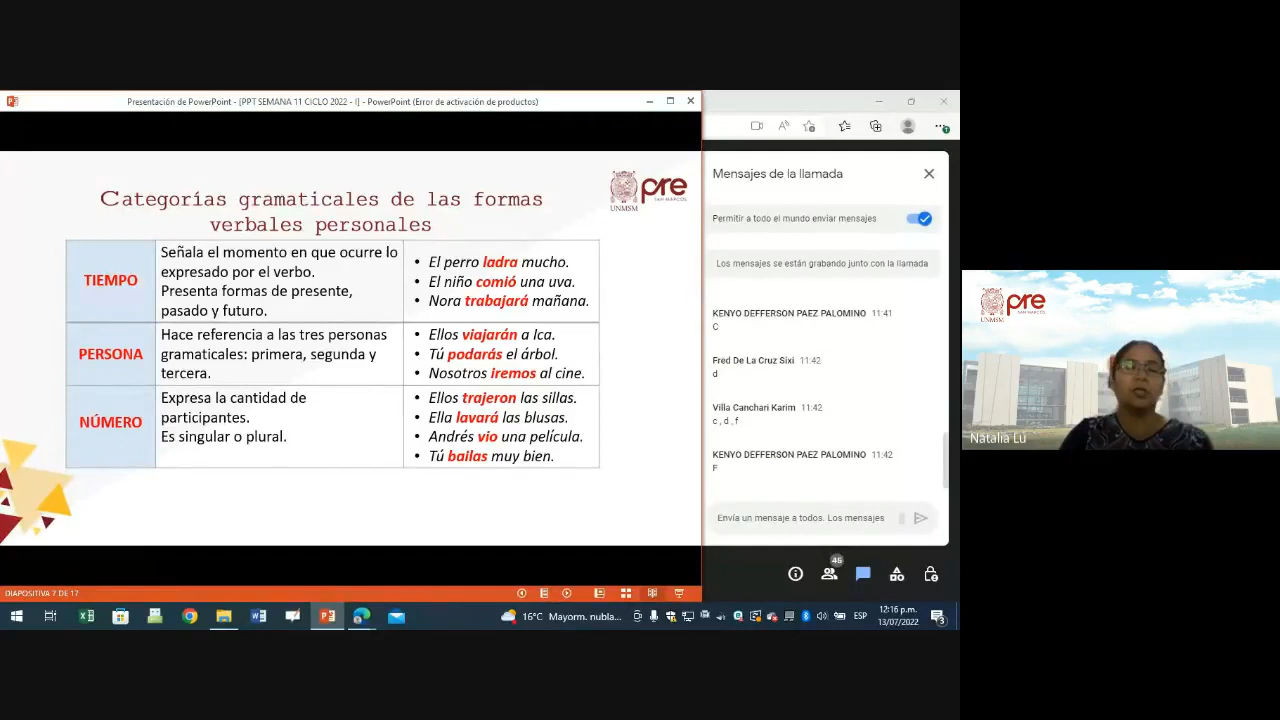 Presentación de PowerPoint - [PPT SEMANA 11 CICLO 2022 - I] - PowerPoint (Error de activación de productos)
Categorías gramaticales de las formas
verbales personales
UNMSM
pre
SAN MARCOS
TIEMPO
Señala el momento en que ocurre lo
expresado por el verbo.
Presenta formas de presente,
pasado y futuro.
• El perro ladra mucho.
• El niño comió una uva.
• Nora trabajará mañana.
PERSONA
Hace referencia a las tres personas
gramaticales: primera, segunda y
tercera.
• Ellos viajarán a Ica.
• Tú podarás el árbol.
• Nosotros iremos al cine.
NÚMERO
Expresa la cantidad de
participantes.
Es singular o plural.
• Ellos trajeron las sillas.
• Ella lavará las blusas.
• Andrés vio una película.
• Tú bailas muy bien.
DIAPOSITIVA 7 DE 17
Mensajes de la llamada
Permitir a todo el mundo enviar mensajes
Los mensajes se están grabando junto con la llamada
KENYO DEFFERSON PAEZ PALOMINO 11:41
C
Fred De La Cruz Sixi 11:42
d
Villa Canchari Karim 11:42
c , d , f
KENYO DEFFERSON PAEZ PALOMINO 11:42
F
Envía un mensaje a todos. Los mensajes
45
16°C Mayorm. nubla...
ESP
12:16 p.m.
13/07/2022
3
UNMSM
pre
SAN MARCOS
Natalia Lu